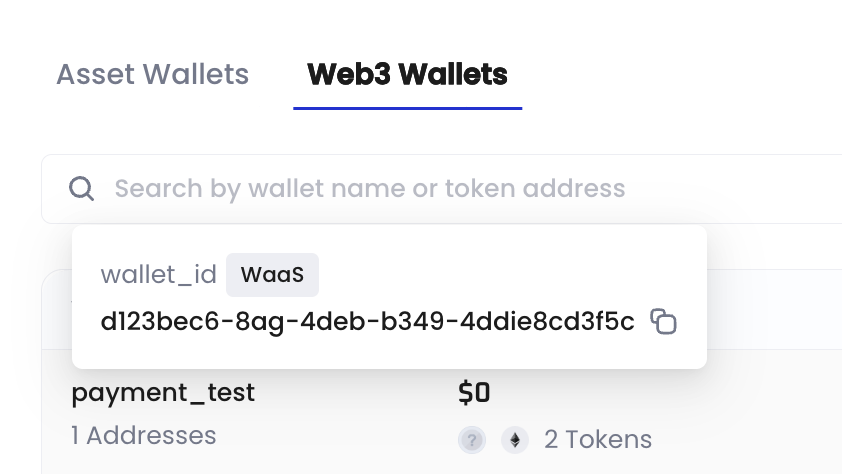 Asset Wallets Web3 Wallets
Search by wallet name or token address
wallet_id WaaS
d123bec6-8ag-4deb-b349-4ddie8cd3f5c
payment_test $0
1 Addresses ? 2 Tokens